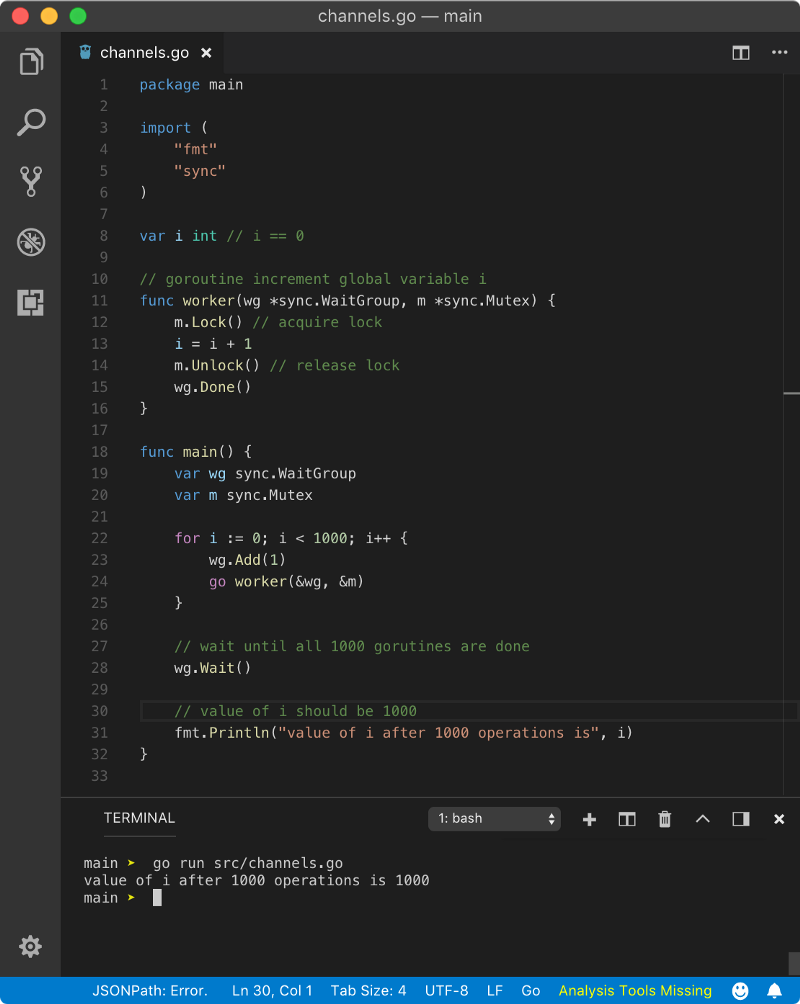 channels.go — main
channels.go
1 package main
2
3 import (
4     "fmt"
5     "sync"
6 )
7
8 var i int // i == 0
9
10 // goroutine increment global variable i
11 func worker(wg *sync.WaitGroup, m *sync.Mutex) {
12     m.Lock() // acquire lock
13     i = i + 1
14     m.Unlock() // release lock
15     wg.Done()
16 }
17
18 func main() {
19     var wg sync.WaitGroup
20     var m sync.Mutex
21
22     for i := 0; i < 1000; i++ {
23         wg.Add(1)
24         go worker(&wg, &m)
25     }
26
27     // wait until all 1000 gorutines are done
28     wg.Wait()
29
30     // value of i should be 1000
31     fmt.Println("value of i after 1000 operations is", i)
32 }
33
TERMINAL 1: bash
main ➤ go run src/channels.go
value of i after 1000 operations is 1000
main ➤
JSONPath: Error. Ln 30, Col 1 Tab Size: 4 UTF-8 LF Go Analysis Tools Missing